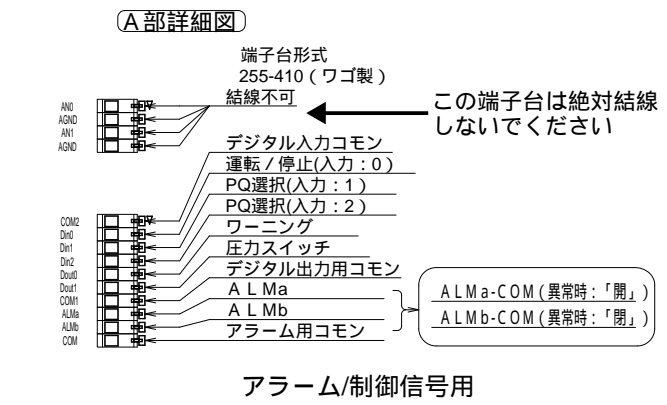 A部詳細図
端子台形式
255-410(ワゴ製)
結線不可
この端子台は絶対結線
しないでください
AN0
AGND
AN1
AGND
デジタル入力コモン
運転/停止(入力:0)
PQ選択(入力:1)
PQ選択(入力:2)
ワーニング
圧力スイッチ
デジタル出力用コモン
ALMa
ALMb
アラーム用コモン
COM2
Din0
Din1
Din2
Dout0
Dout1
COM1
ALMa
ALMb
COM
ALMa-COM(異常時:「開」)
ALMb-COM(異常時:「閉」)
アラーム/制御信号用